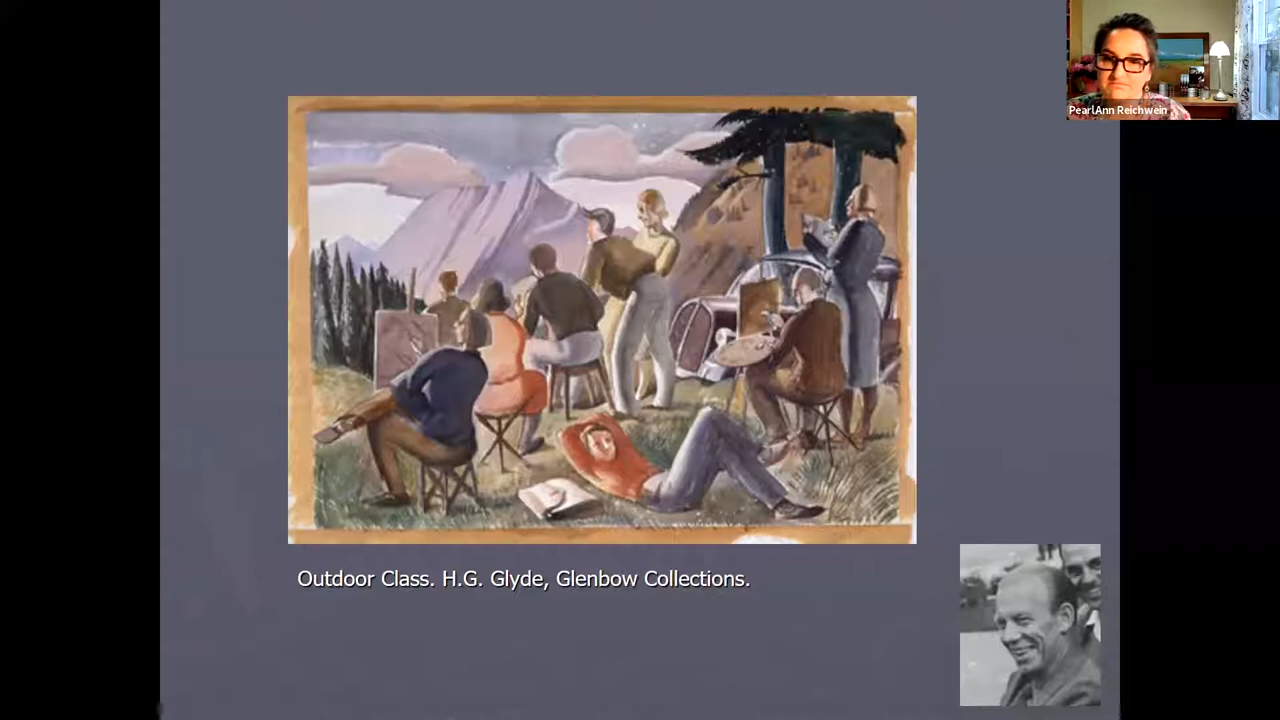 PearlAnn Reichwein
Outdoor Class. H.G. Glyde, Glenbow Collections.